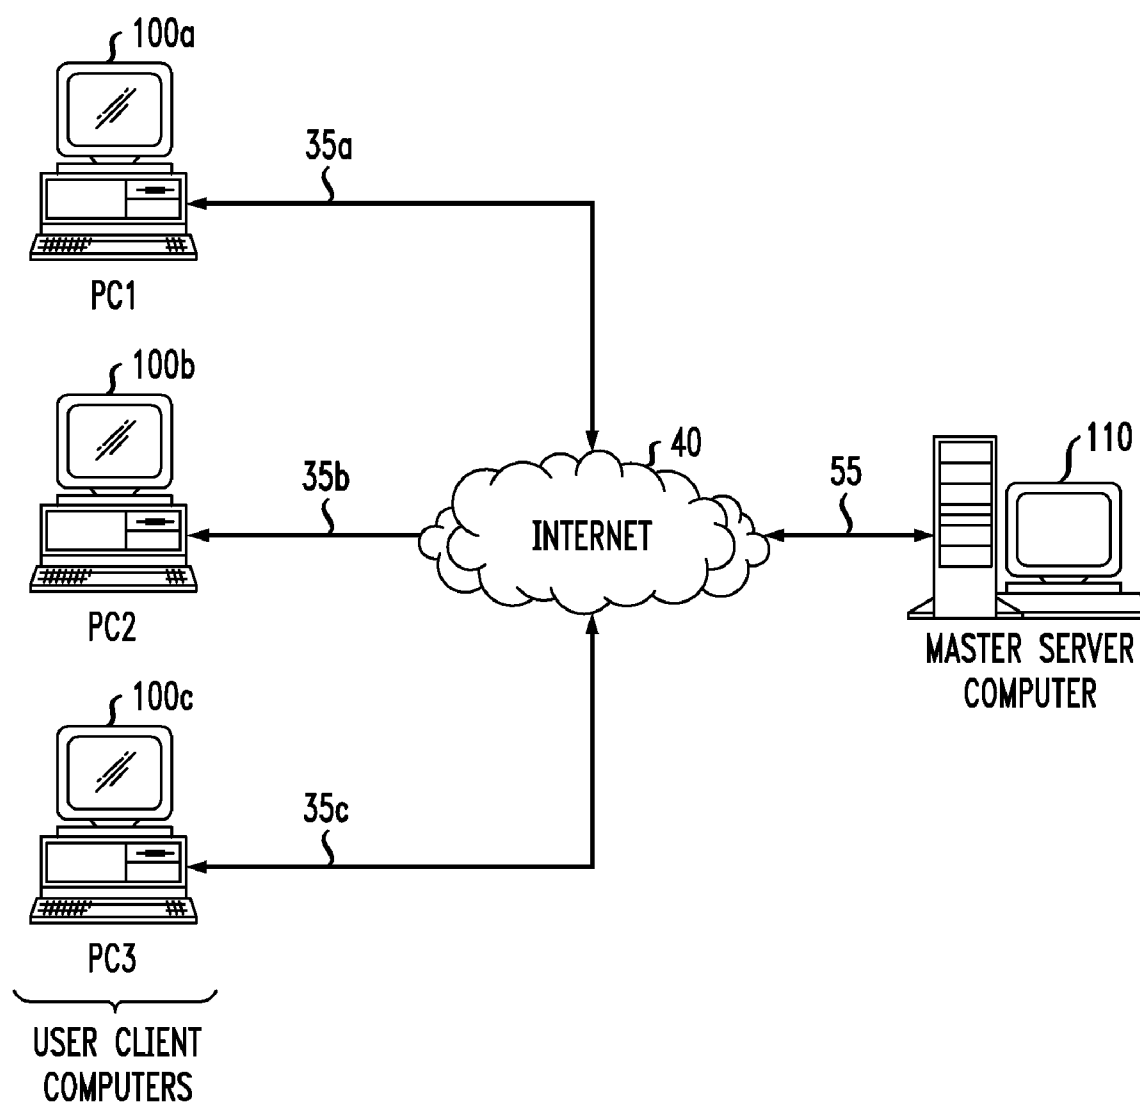 100a
35a
PC1
100b
35b
40
INTERNET
55
110
PC2
MASTER SERVER
COMPUTER
100c
35c
PC3
USER CLIENT
COMPUTERS